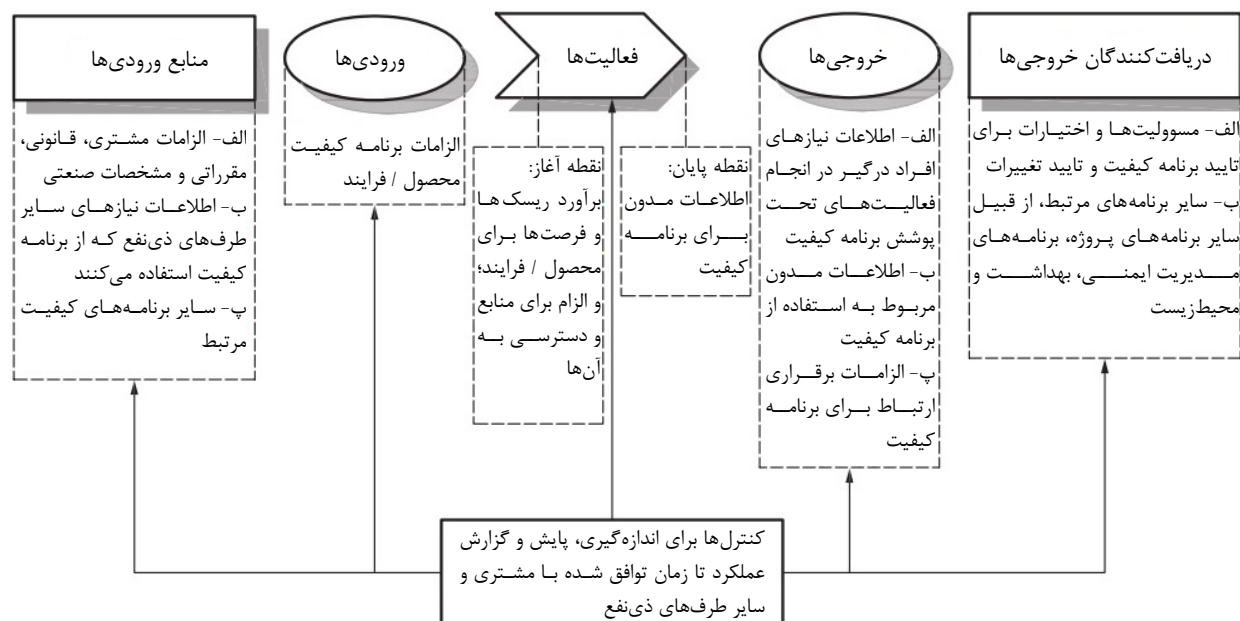 منابع ورودی‌ها
الف- الزامات مشتری، قانونی،
مقرراتی و مشخصات صنعتی
ب- اطلاعات نیازهای سایر
طرف‌های ذی‌نفع که از برنامه
کیفیت استفاده می‌کنند
پ- سایر برنامه‌های کیفیت
مرتبط
ورودی‌ها
الزامات برنامه کیفیت
محصول / فرایند
فعالیت‌ها
نقطه آغاز:
برآورد ریسک‌ها
و فرصت‌ها برای
محصول / فرایند؛
و الزام برای منابع
و دسترسی به
آن‌ها
نقطه پایان:
اطلاعات مدون
برای برنامه
کیفیت
خروجی‌ها
الف- اطلاعات نیازهای
افراد درگیر در انجام
فعالیت‌های تحت
پوشش برنامه کیفیت
ب- اطلاعات مدون
مربوط به استفاده از
برنامه کیفیت
پ- الزامات برقراری
ارتباط برای برنامه
کیفیت
دریافت‌کنندگان خروجی‌ها
الف- مسوولیت‌ها و اختیارات برای
تایید برنامه کیفیت و تایید تغییرات
ب- سایر برنامه‌های مرتبط، از قبیل
سایر برنامه‌های پروژه، برنامه‌های
مدیریت ایمنی، بهداشت و
محیط‌زیست
کنترل‌ها برای اندازه‌گیری، پایش و گزارش
عملکرد تا زمان توافق شده با مشتری و
سایر طرف‌های ذی‌نفع